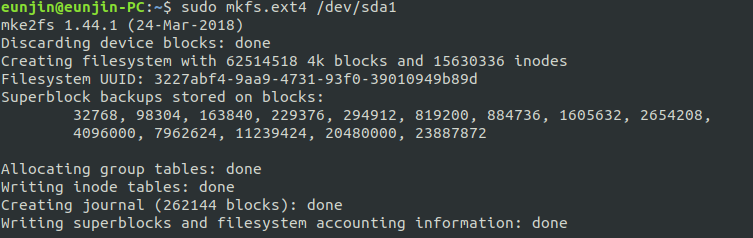 eunjin@eunjin-PC:~$ sudo mkfs.ext4 /dev/sda1
mke2fs 1.44.1 (24-Mar-2018)
Discarding device blocks: done
Creating filesystem with 62514518 4k blocks and 15630336 inodes
Filesystem UUID: 3227abf4-9aa9-4731-93f0-39010949b89d
Superblock backups stored on blocks:
32768, 98304, 163840, 229376, 294912, 819200, 884736, 1605632, 2654208,
4096000, 7962624, 11239424, 20480000, 23887872
Allocating group tables: done
Writing inode tables: done
Creating journal (262144 blocks): done
Writing superblocks and filesystem accounting information: done